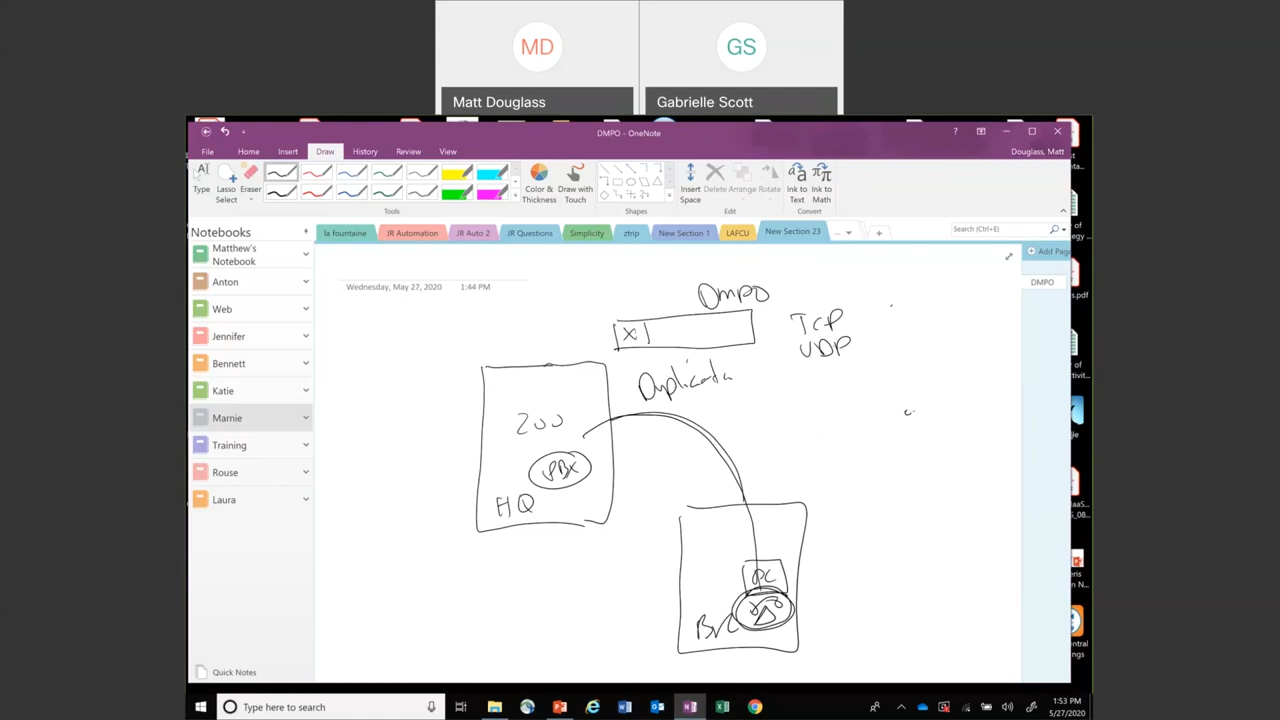 MD
GS
Matt Douglass
Gabrielle Scott
DMPO - OneNote
?
File
Home
Insert
Draw
History
Review
View
Douglass, Matt
Type
Lasso Select
Eraser
Color & Thickness
Draw with Touch
Insert Space
Delete
Arrange
Rotate
Ink to Text
Ink to Math
Tools
Shapes
Edit
Convert
Notebooks
la fountaine
JR Automation
JR Auto 2
JR Questions
Simplicity
ztrip
New Section 1
LAFCU
New Section 23
...
Search (Ctrl+E)
Matthew's Notebook
Anton
Web
Jennifer
Bennett
Katie
Marnie
Training
Rouse
Laura
Quick Notes
Add Page
DMPO
Wednesday, May 27, 2020
1:44 PM
DMPO
X
TCP
UDP
200
HQ
PC
Type here to search
1:53 PM
5/27/2020